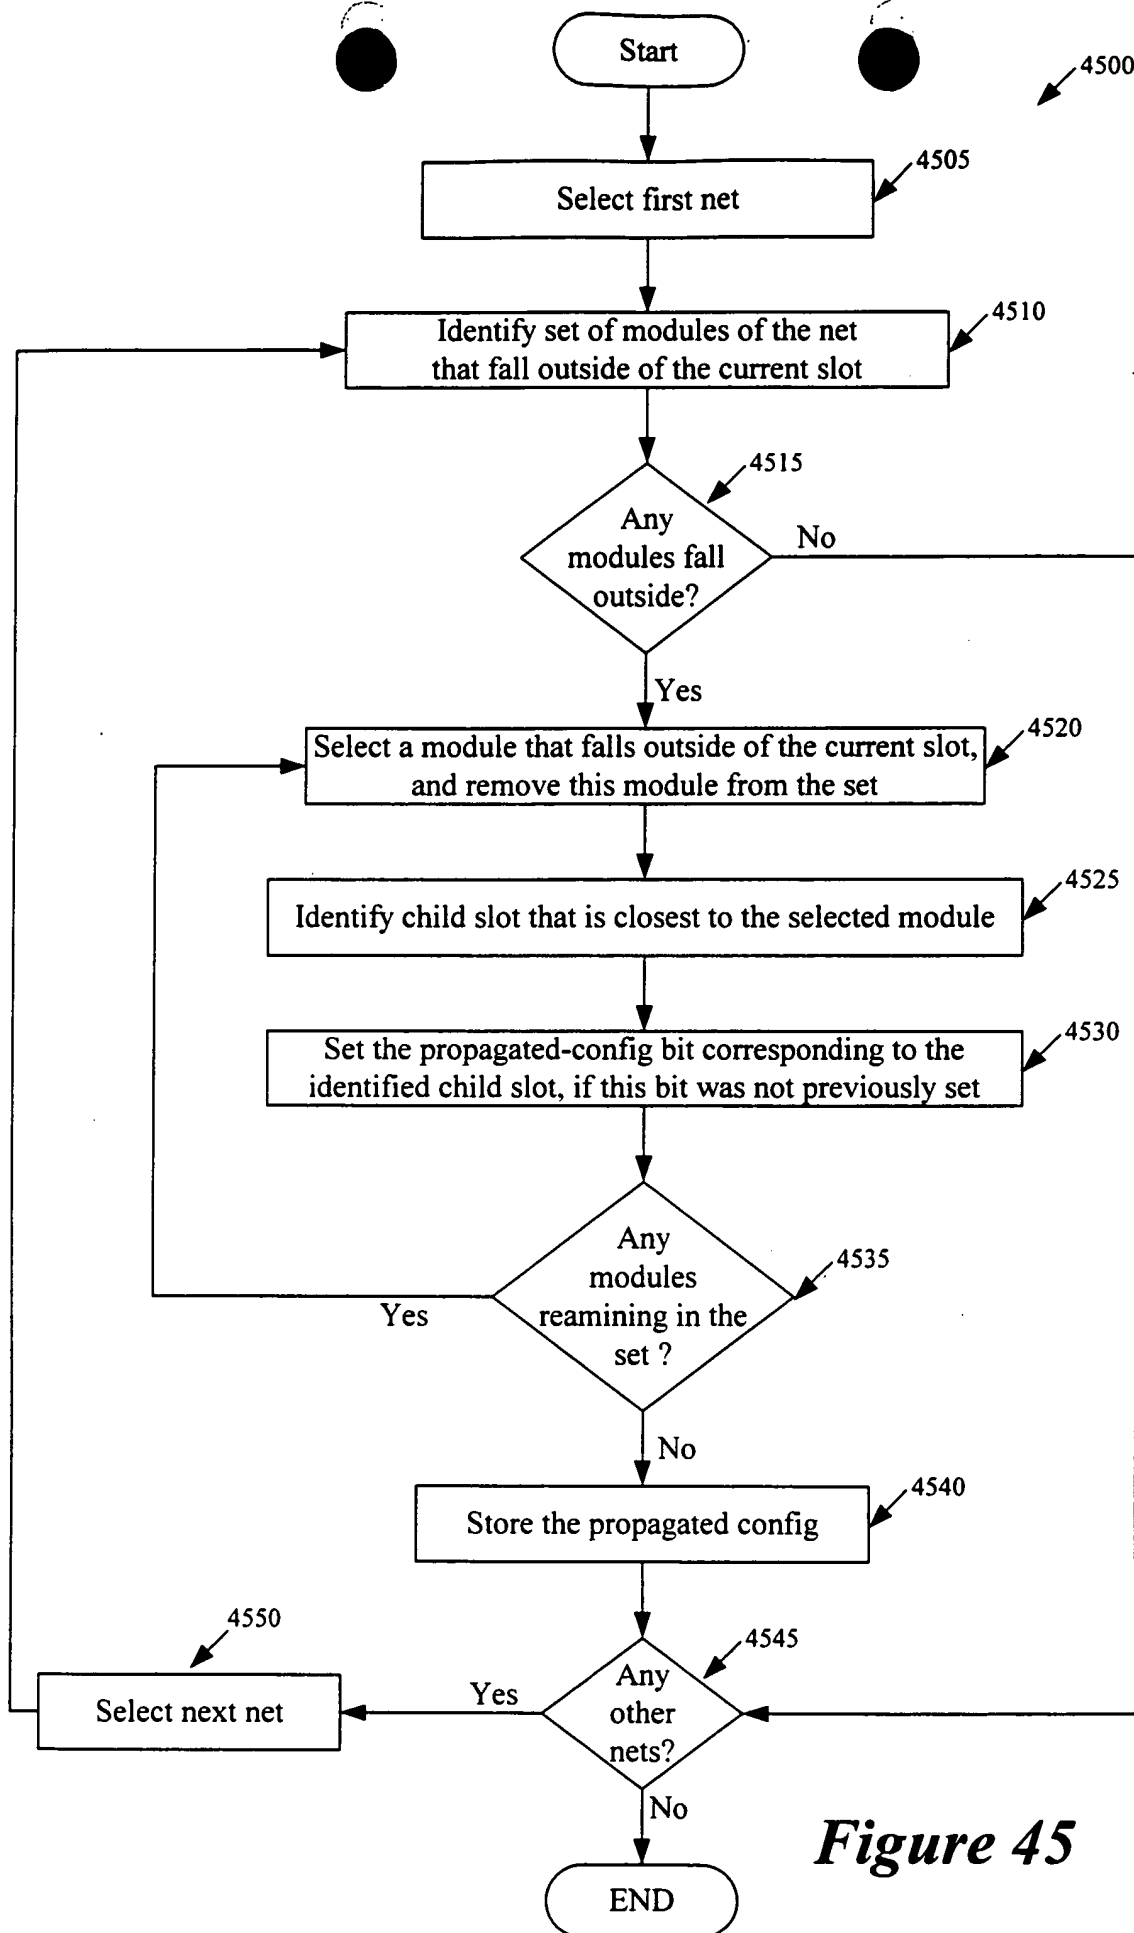 Start
4500
4505
Select first net
4510
Identify set of modules of the net
that fall outside of the current slot
4515
Any
modules fall
outside?
No
Yes
4520
Select a module that falls outside of the current slot,
and remove this module from the set
4525
Identify child slot that is closest to the selected module
4530
Set the propagated-config bit corresponding to the
identified child slot, if this bit was not previously set
4535
Any
modules
reamining in the
set ?
Yes
No
4540
Store the propagated config
4550
4545
Select next net
Yes
Any
other
nets?
No
Figure 45
END